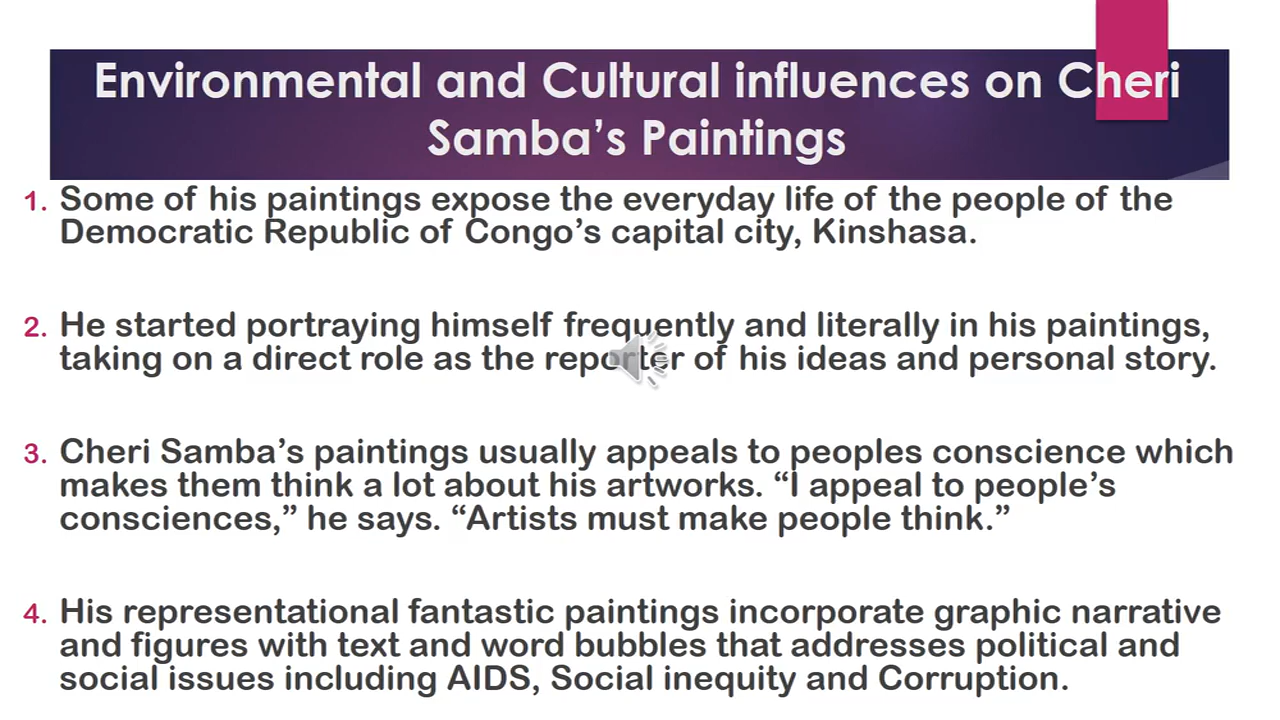 Environmental and Cultural influences on Cheri
Samba’s Paintings
1. Some of his paintings expose the everyday life of the people of the
Democratic Republic of Congo’s capital city, Kinshasa.
2. He started portraying himself frequently and literally in his paintings,
taking on a direct role as the reporter of his ideas and personal story.
3. Cheri Samba’s paintings usually appeals to peoples conscience which
makes them think a lot about his artworks. “I appeal to people’s
consciences,” he says. “Artists must make people think.”
4. His representational fantastic paintings incorporate graphic narrative
and figures with text and word bubbles that addresses political and
social issues including AIDS, Social inequity and Corruption.